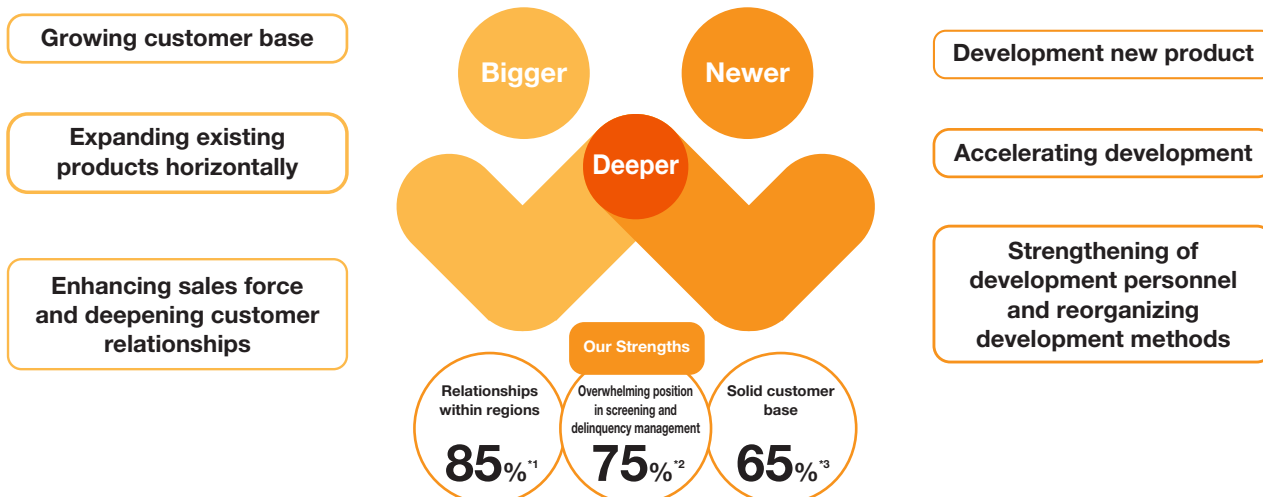 Growing customer base
Expanding existing
products horizontally
Enhancing sales force
and deepening customer
relationships
Bigger
Newer
Deeper
Development new product
Accelerating development
Strengthening of
development personnel
and reorganizing
development methods
Our Strengths
Relationships
within regions
85%*1
Overwhelming position
in screening and
delinquency management
75%*2
Solid customer
base
65%*3